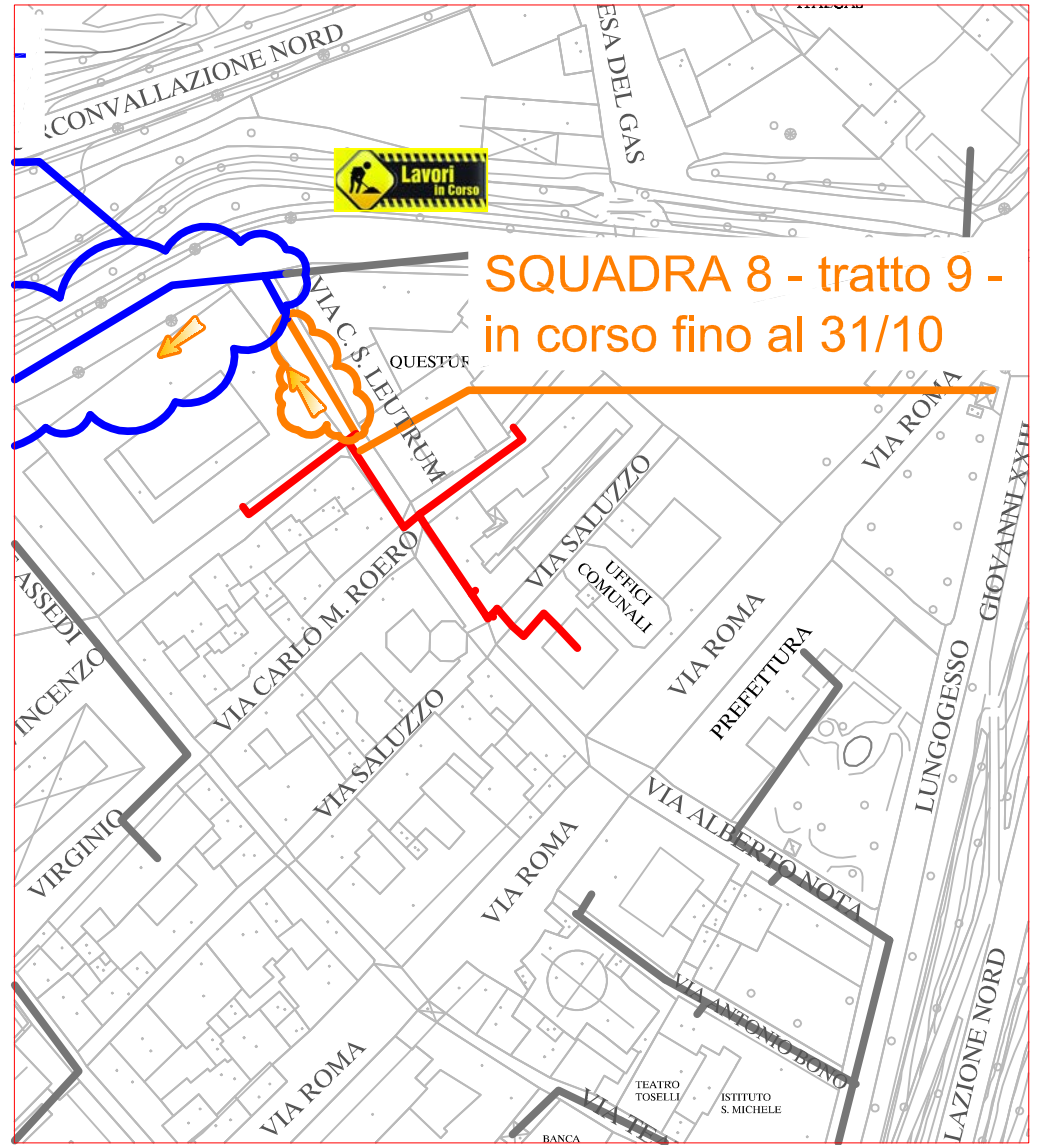 CONVALLAZIONE NORD
ESA DEL GAS
Lavori
in Corso
SQUADRA 8 - tratto 9 -
in corso fino al 31/10
VIA C. S. LEUTRUM
QUESTUR
VIA ROMA
GIOVANNI XXIII
VIA SALUZZO
UFFICI
COMUNALI
ASSEDI
INCENZO
VIA CARLO M. ROERO
VIA ROMA
PREFETTURA
LUNGOGESSO
VIA SALUZZO
VIRGINIO
VIA ALBERTO NOTA
VIA ROMA
VIA ANTONIO BONO
LAZIONE NORD
VIA ROMA
TEATRO
TOSELLI
ISTITUTO
S. MICHELE
VIA TE
BANCA